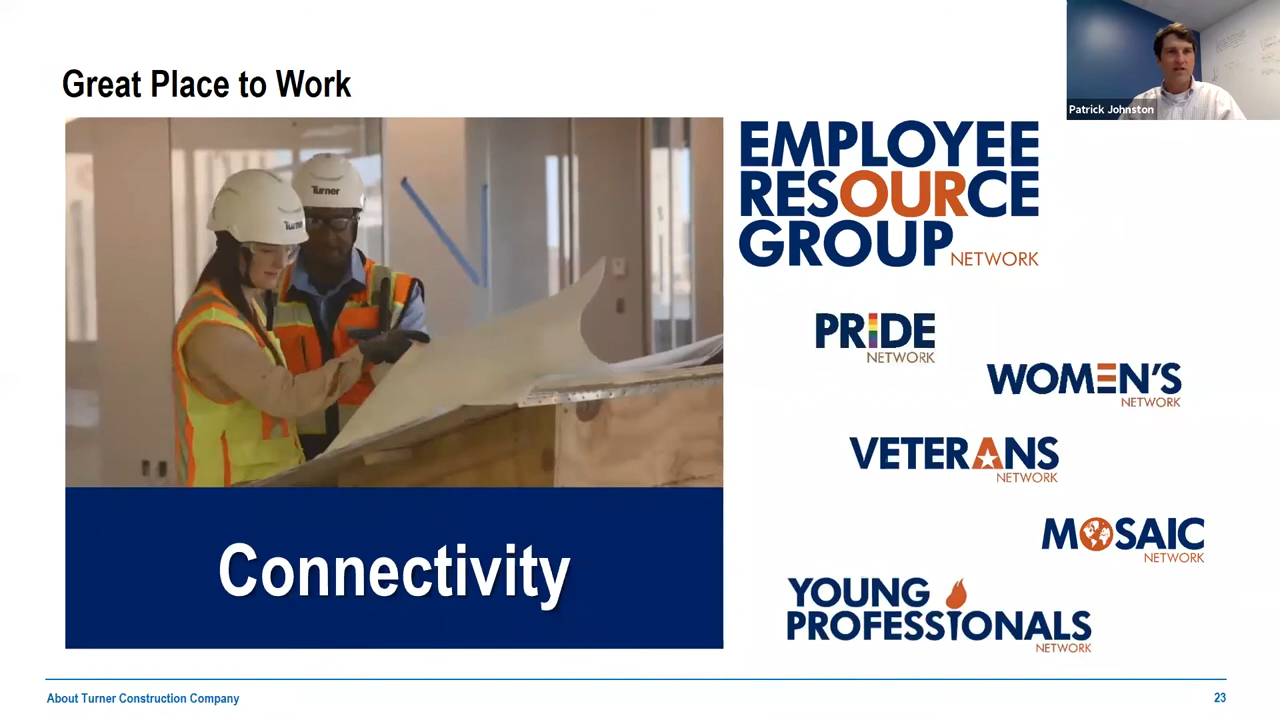 Great Place to Work
Patrick Johnston
Turner
Turner
Connectivity
EMPLOYEE
RESOURCE
GROUP NETWORK
PRIDE
NETWORK
WOMEN'S
NETWORK
VETERANS
NETWORK
MOSAIC
NETWORK
YOUNG
PROFESSIONALS
NETWORK
About Turner Construction Company
23